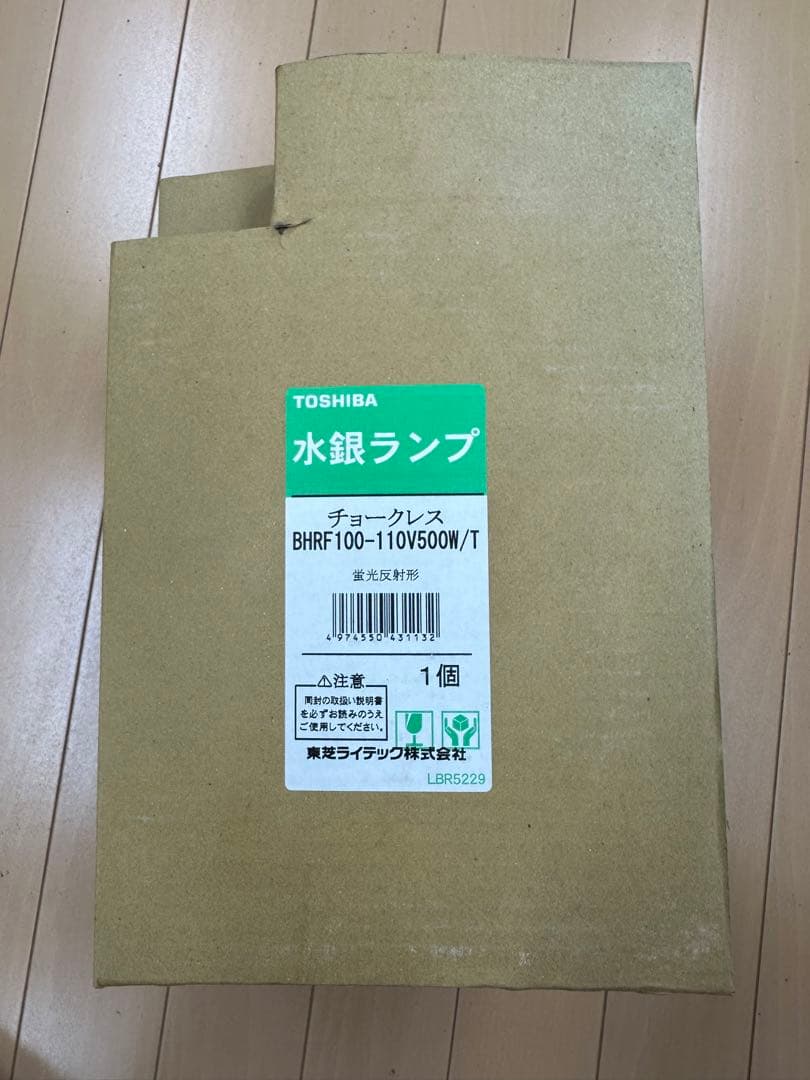 TOSHIBA
水銀ランプ
チョークレス
BHRF100-110V500W/T
蛍光反射形
4974550431132
1個
⚠注意
同封の取扱い説明書
を必ずお読みのうえ
ご使用してください。
東芝ライテック株式会社
LBR5229